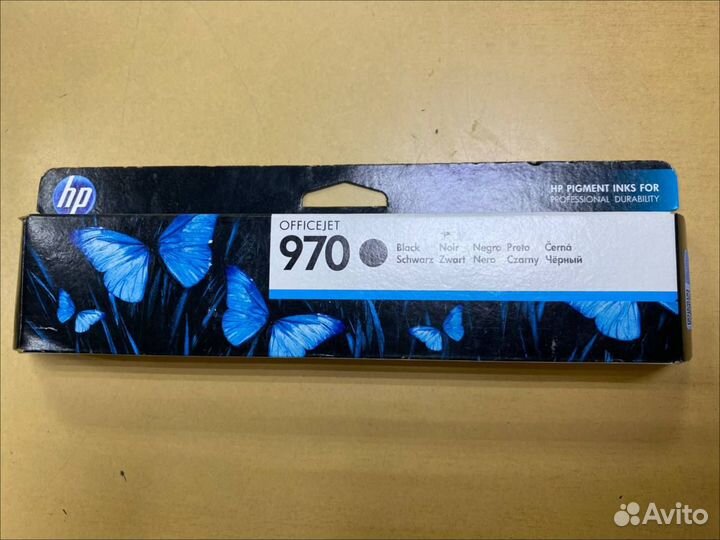 hp
HP PIGMENT INKS FOR
PROFESSIONAL DURABILITY
OFFICEJET
970
Black Noir Negro Preto Černá
Schwarz Zwart Nero Czarny Чёрный
Avito